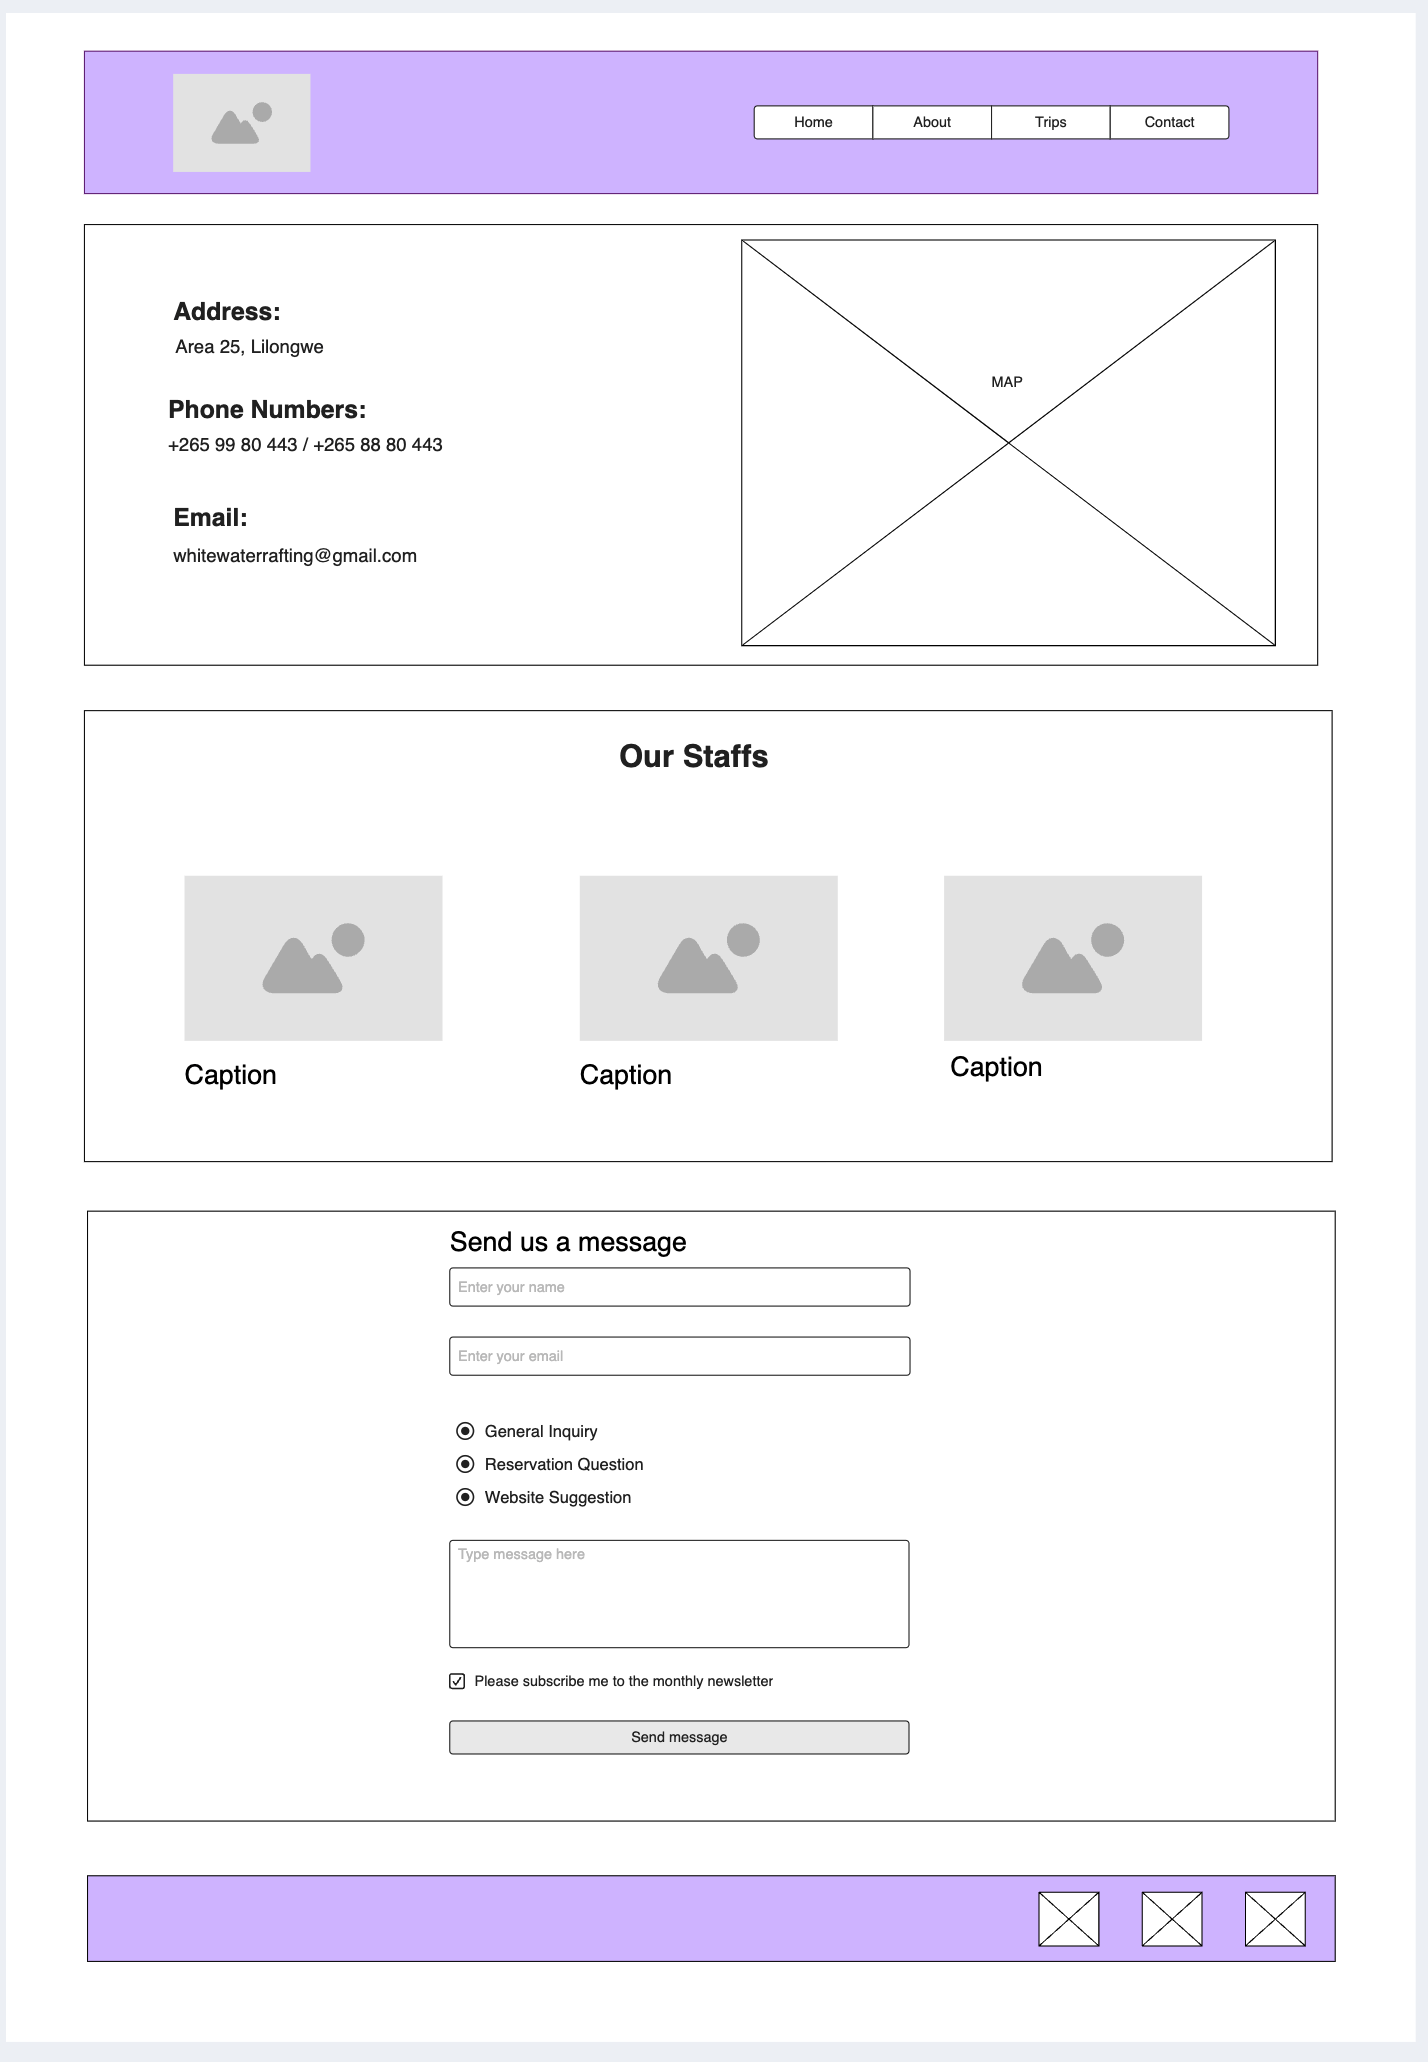 Home
About
Trips
Contact
Address:
Area 25, Lilongwe
Phone Numbers:
+265 99 80 443 / +265 88 80 443
Email:
whitewaterrafting@gmail.com
MAP
Our Staffs
Caption
Caption
Caption
Send us a message
Enter your name
Enter your email
General Inquiry
Reservation Question
Website Suggestion
Type message here
Please subscribe me to the monthly newsletter
Send message